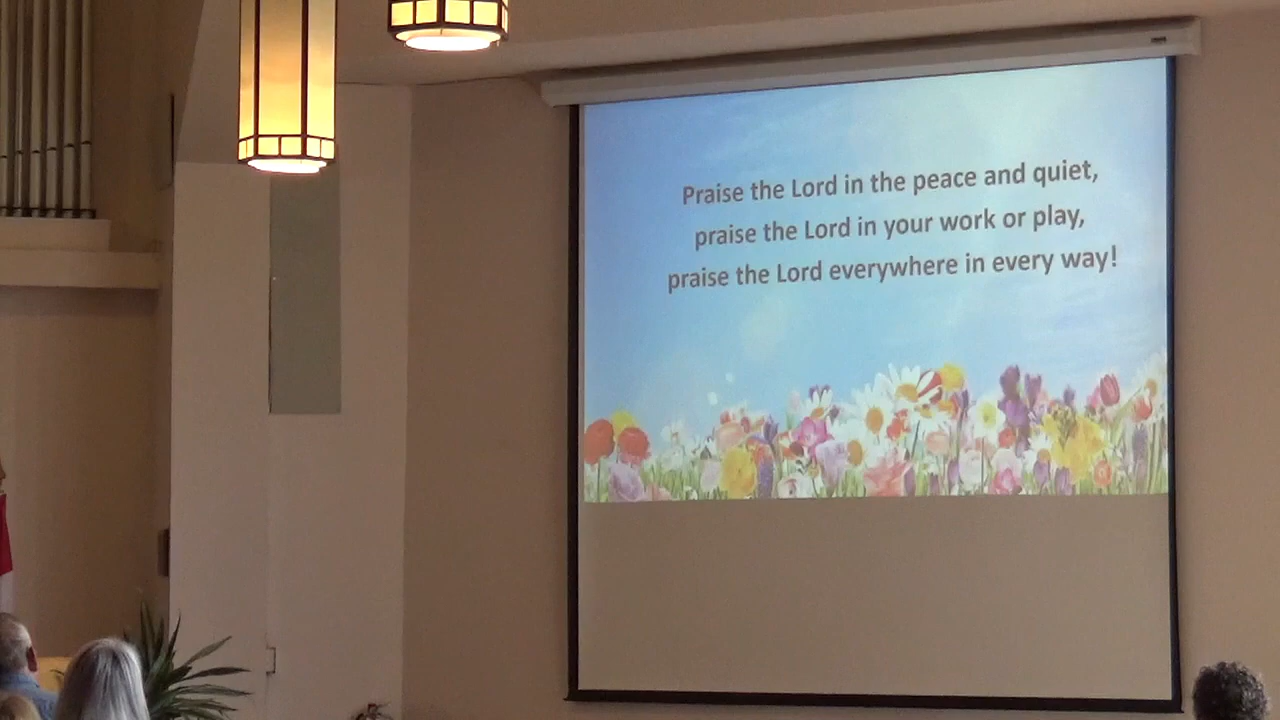 Praise the Lord in the peace and quiet,
praise the Lord in your work or play,
praise the Lord everywhere in every way!